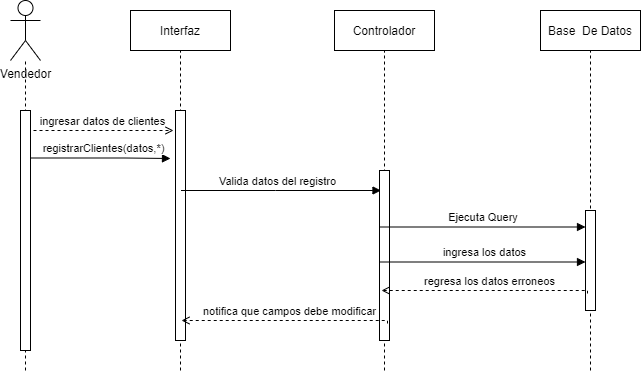 Interfaz
Controlador
Base De Datos
Vendedor
ingresar datos de clientes
registrarClientes(datos,*)
Valida datos del registro
Ejecuta Query
ingresa los datos
regresa los datos erroneos
notifica que campos debe modificar